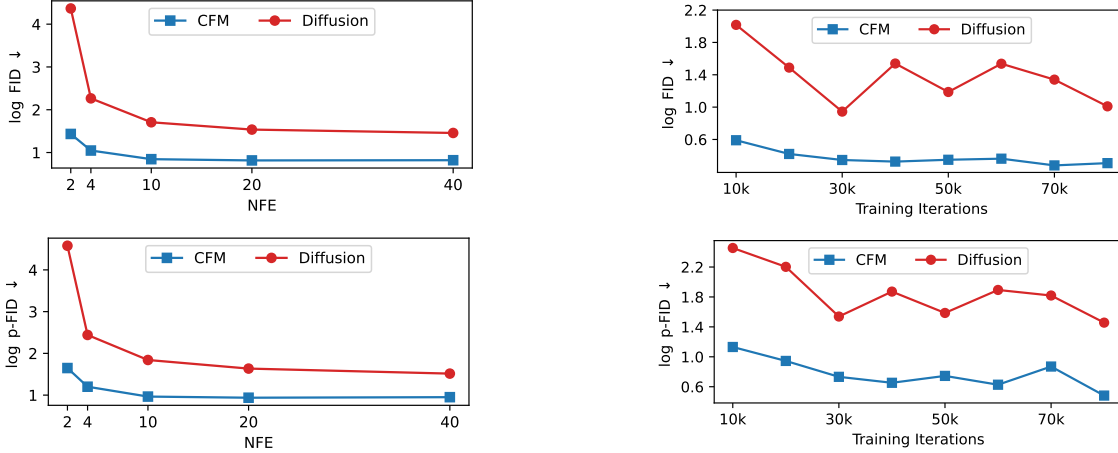 log FID ↓
4
3
2
1
CFM Diffusion
2 4 10 20 40
NFE
log FID ↓
2.2
1.8
1.4
1.0
0.6
CFM Diffusion
10k 30k 50k 70k
Training Iterations
log p-FID ↓
4
3
2
1
CFM Diffusion
2 4 10 20 40
NFE
log p-FID ↓
2.2
1.8
1.4
1.0
0.6
CFM Diffusion
10k 30k 50k 70k
Training Iterations